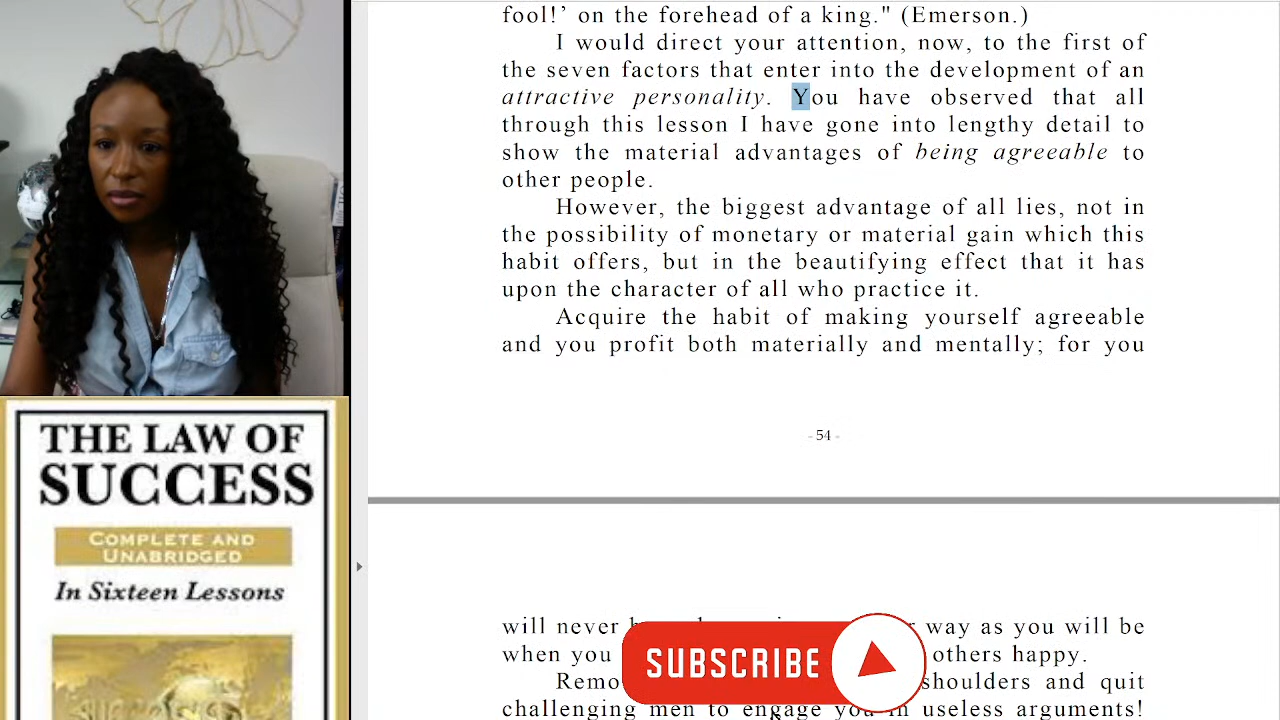 fool!’ on the forehead of a king." (Emerson.)
I would direct your attention, now, to the first of
the seven factors that enter into the development of an
attractive personality. You have observed that all
through this lesson I have gone into lengthy detail to
show the material advantages of being agreeable to
other people.
However, the biggest advantage of all lies, not in
the possibility of monetary or material gain which this
habit offers, but in the beautifying effect that it has
upon the character of all who practice it.
Acquire the habit of making yourself agreeable
and you profit both materially and mentally; for you
- 54 -
will never way as you will be
when you others happy.
shoulders and quit
challenging men to engage you in useless arguments!
SUBSCRIBE
THE LAW OF
SUCCESS
COMPLETE AND
UNABRIDGED
In Sixteen Lessons
SUCCESS